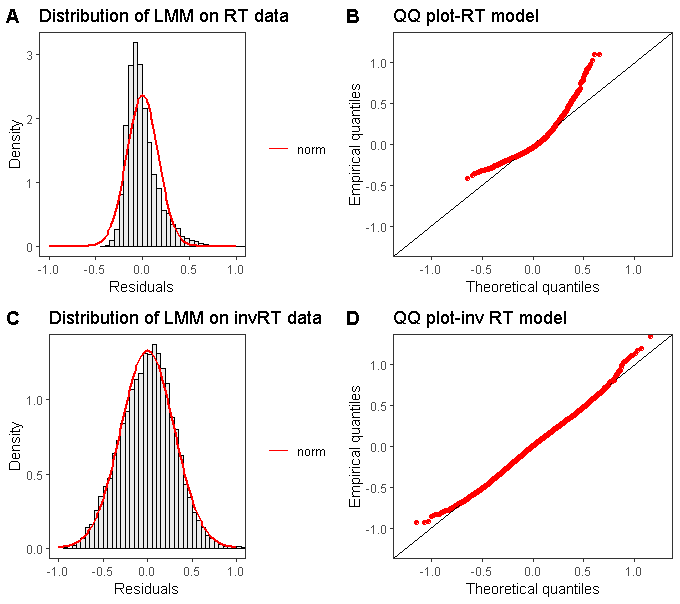 A Distribution of LMM on RT data
3
2
1
0
Density
-1.0 -0.5 0.0 0.5 1.0
Residuals
norm
B QQ plot-RT model
1.0
0.5
0.0
-0.5
-1.0
Empirical quantiles
-1.0 -0.5 0.0 0.5 1.0
Theoretical quantiles
C Distribution of LMM on invRT data
1.0
0.5
0.0
Density
-1.0 -0.5 0.0 0.5 1.0
Residuals
norm
D QQ plot-inv RT model
1.0
0.5
0.0
-0.5
-1.0
Empirical quantiles
-1.0 -0.5 0.0 0.5 1.0
Theoretical quantiles